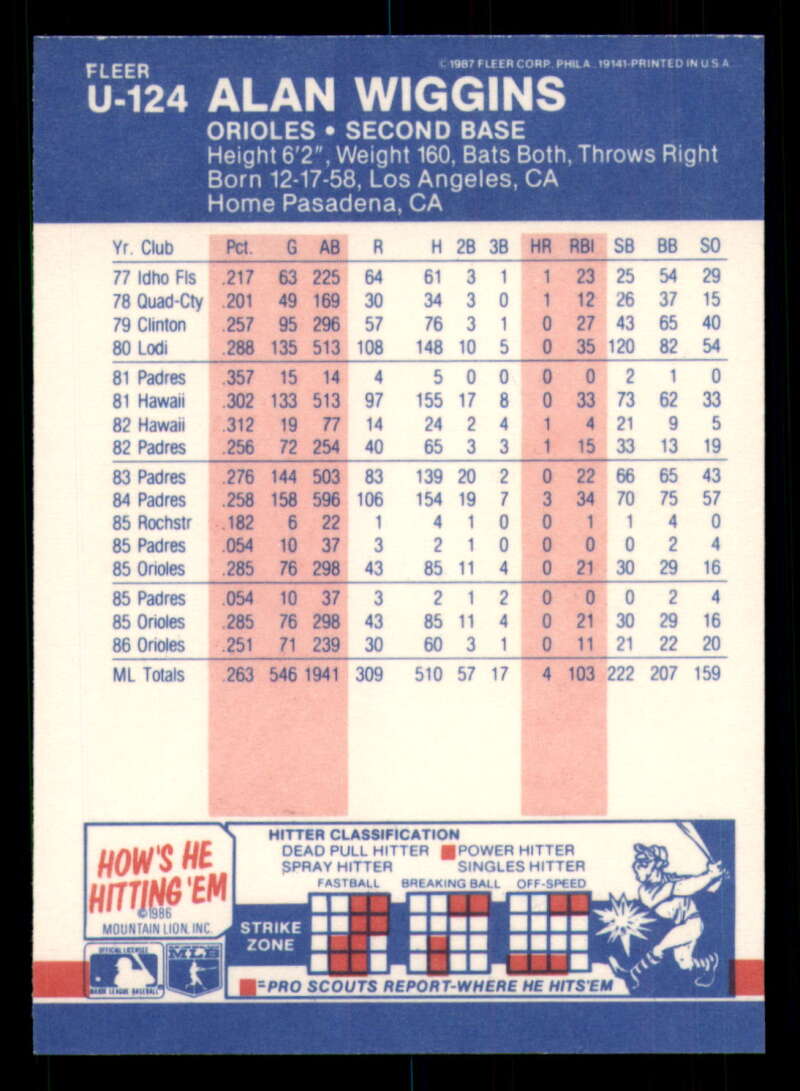 FLEER
© 1987 FLEER CORP. PHILA. 19141-PRINTED IN U.S.A.
U-124 ALAN WIGGINS
ORIOLES • SECOND BASE
Height 6'2", Weight 160, Bats Both, Throws Right
Born 12-17-58, Los Angeles, CA
Home Pasadena, CA
Yr. Club Pct. G AB R H 2B 3B HR RBI SB BB SO
77 Idho Fls .217 63 225 64 61 3 1 1 23 25 54 29
78 Quad-Cty .201 49 169 30 34 3 0 1 12 26 37 15
79 Clinton .257 95 296 57 76 3 1 0 27 43 65 40
80 Lodi .288 135 513 108 148 10 5 0 35 120 82 54
81 Padres .357 15 14 4 5 0 0 0 0 2 1 0
81 Hawaii .302 133 513 97 155 17 8 0 33 73 62 33
82 Hawaii .312 19 77 14 24 2 4 1 4 21 9 5
82 Padres .256 72 254 40 65 3 3 1 15 33 13 19
83 Padres .276 144 503 83 139 20 2 0 22 66 65 43
84 Padres .258 158 596 106 154 19 7 3 34 70 75 57
85 Rochstr .182 6 22 1 4 1 0 0 1 1 4 0
85 Padres .054 10 37 3 2 1 0 0 0 0 2 4
85 Orioles .285 76 298 43 85 11 4 0 21 30 29 16
85 Padres .054 10 37 3 2 1 2 0 0 0 2 4
85 Orioles .285 76 298 43 85 11 4 0 21 30 29 16
86 Orioles .251 71 239 30 60 3 1 0 11 21 22 20
ML Totals .263 546 1941 309 510 57 17 4 103 222 207 159
HOW'S HE
HITTING 'EM
©1986
MOUNTAIN LION, INC.
OFFICIAL LICENSEE
MAJOR LEAGUE BASEBALL
MLB
HITTER CLASSIFICATION
DEAD PULL HITTER POWER HITTER
SPRAY HITTER SINGLES HITTER
FASTBALL BREAKING BALL OFF-SPEED
STRIKE
ZONE
=PRO SCOUTS REPORT-WHERE HE HITS'EM